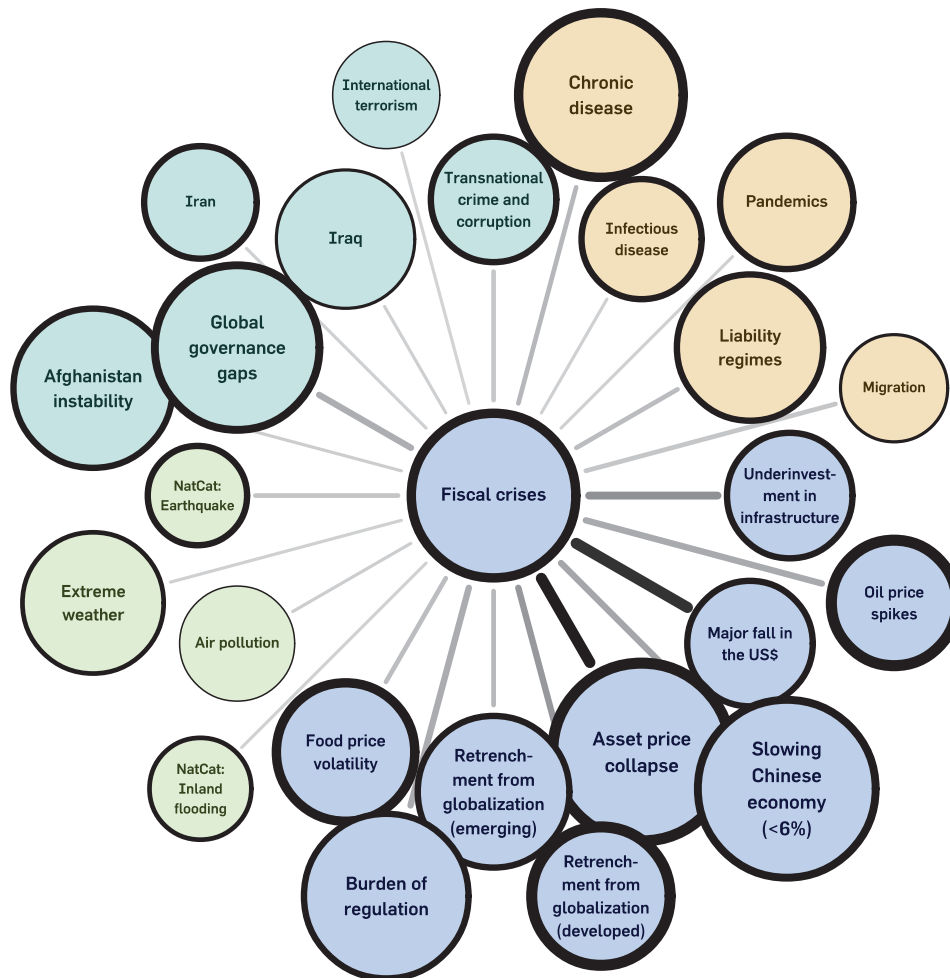 International
terrorism
Chronic
disease
Iran
Iraq
Transnational
crime and
corruption
Infectious
disease
Pandemics
Global
governance
gaps
Liability
regimes
Afghanistan
instability
Migration
NatCat:
Earthquake
Fiscal crises
Underinvest-
ment in
infrastructure
Extreme
weather
Air pollution
Major fall in
the US$
Oil price
spikes
Food price
volatility
Retrench-
ment from
globalization
(emerging)
Asset price
collapse
Slowing
Chinese
economy
(<6%)
NatCat:
Inland
flooding
Burden of
regulation
Retrench-
ment from
globalization
(developed)